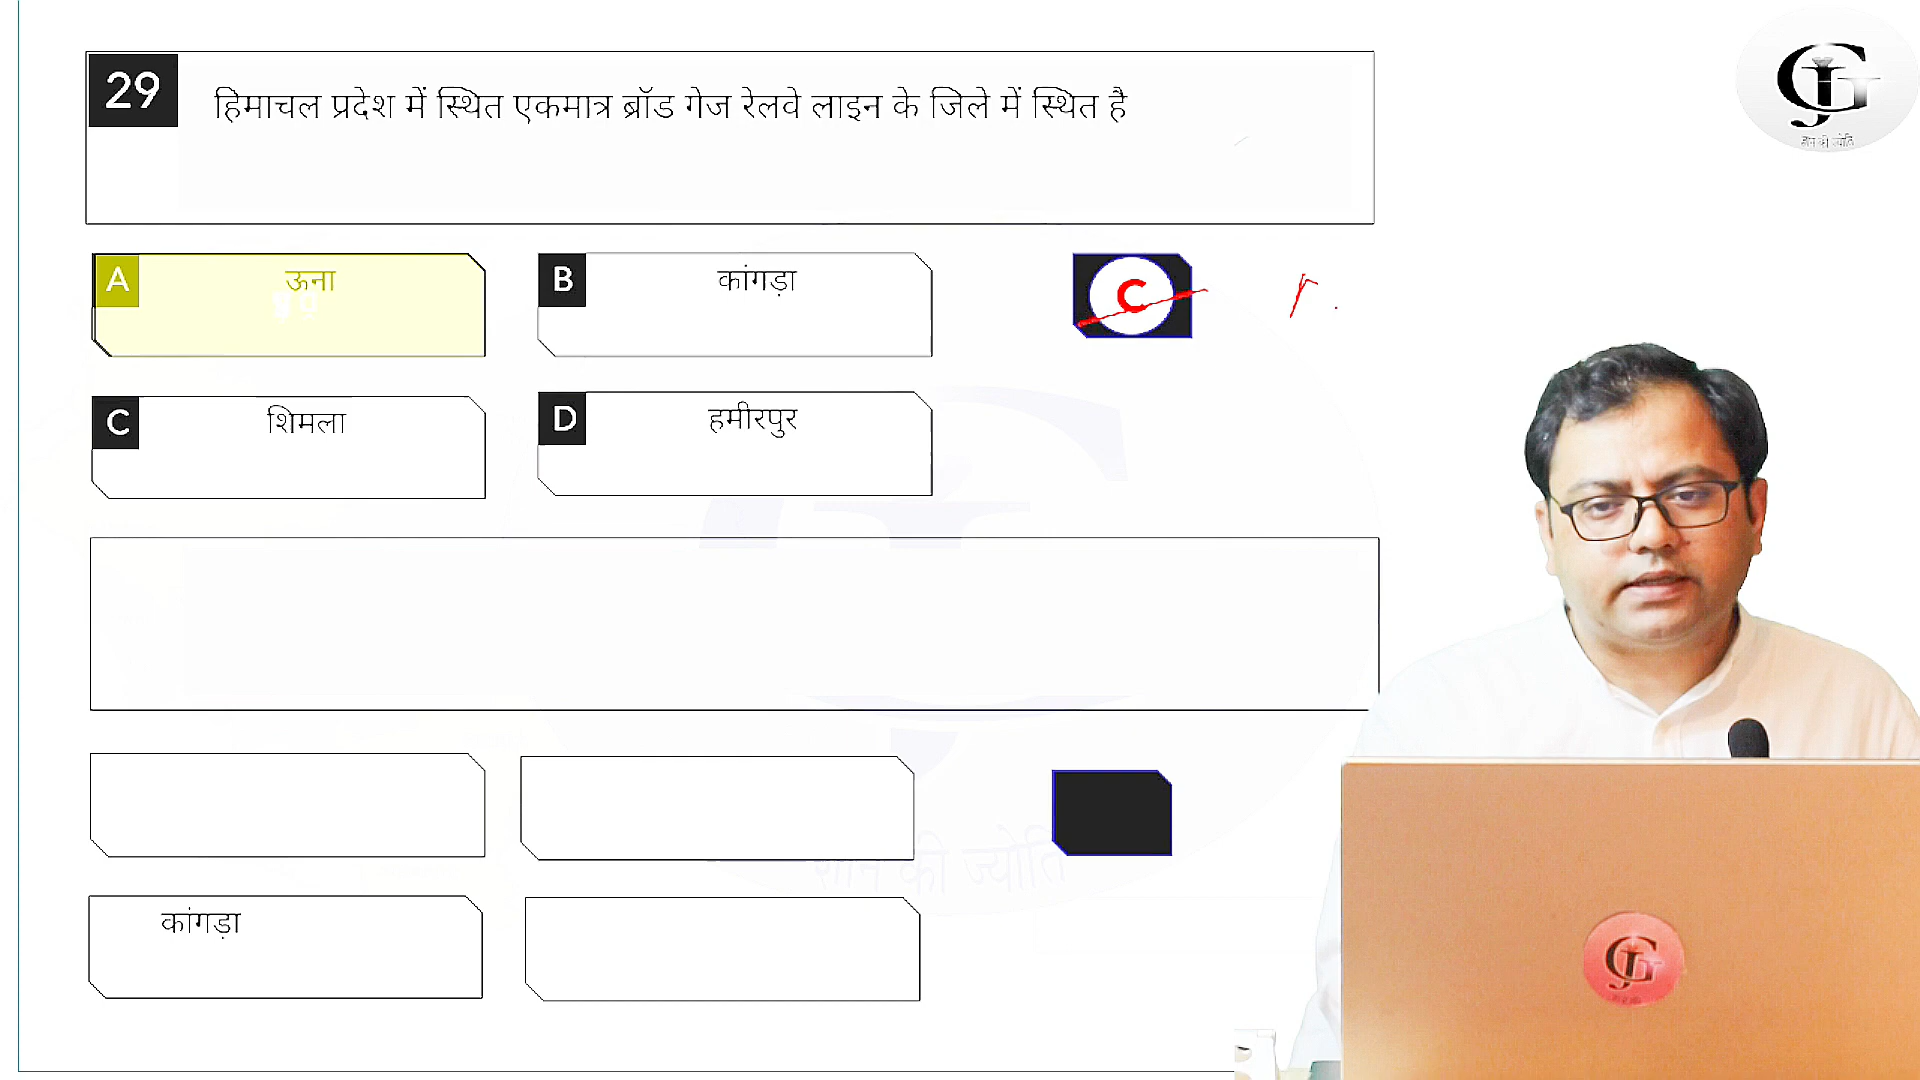 29
हिमाचल प्रदेश में स्थित एकमात्र ब्रॉड गेज रेलवे लाइन के जिले में स्थित है
A ऊना
B कांगड़ा
C
C शिमला
D हमीरपुर
कांगड़ा
ज्ञान की ज्योति